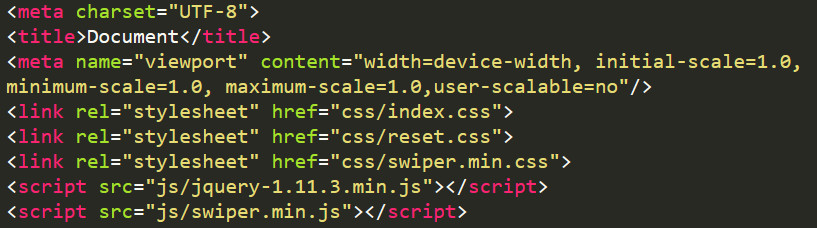 <meta charset="UTF-8">
<title>Document</title>
<meta name="viewport" content="width=device-width, initial-scale=1.0,
minimum-scale=1.0, maximum-scale=1.0,user-scalable=no"/>
<link rel="stylesheet" href="css/index.css">
<link rel="stylesheet" href="css/reset.css">
<link rel="stylesheet" href="css/swiper.min.css">
<script src="js/jquery-1.11.3.min.js"></script>
<script src="js/swiper.min.js"></script>